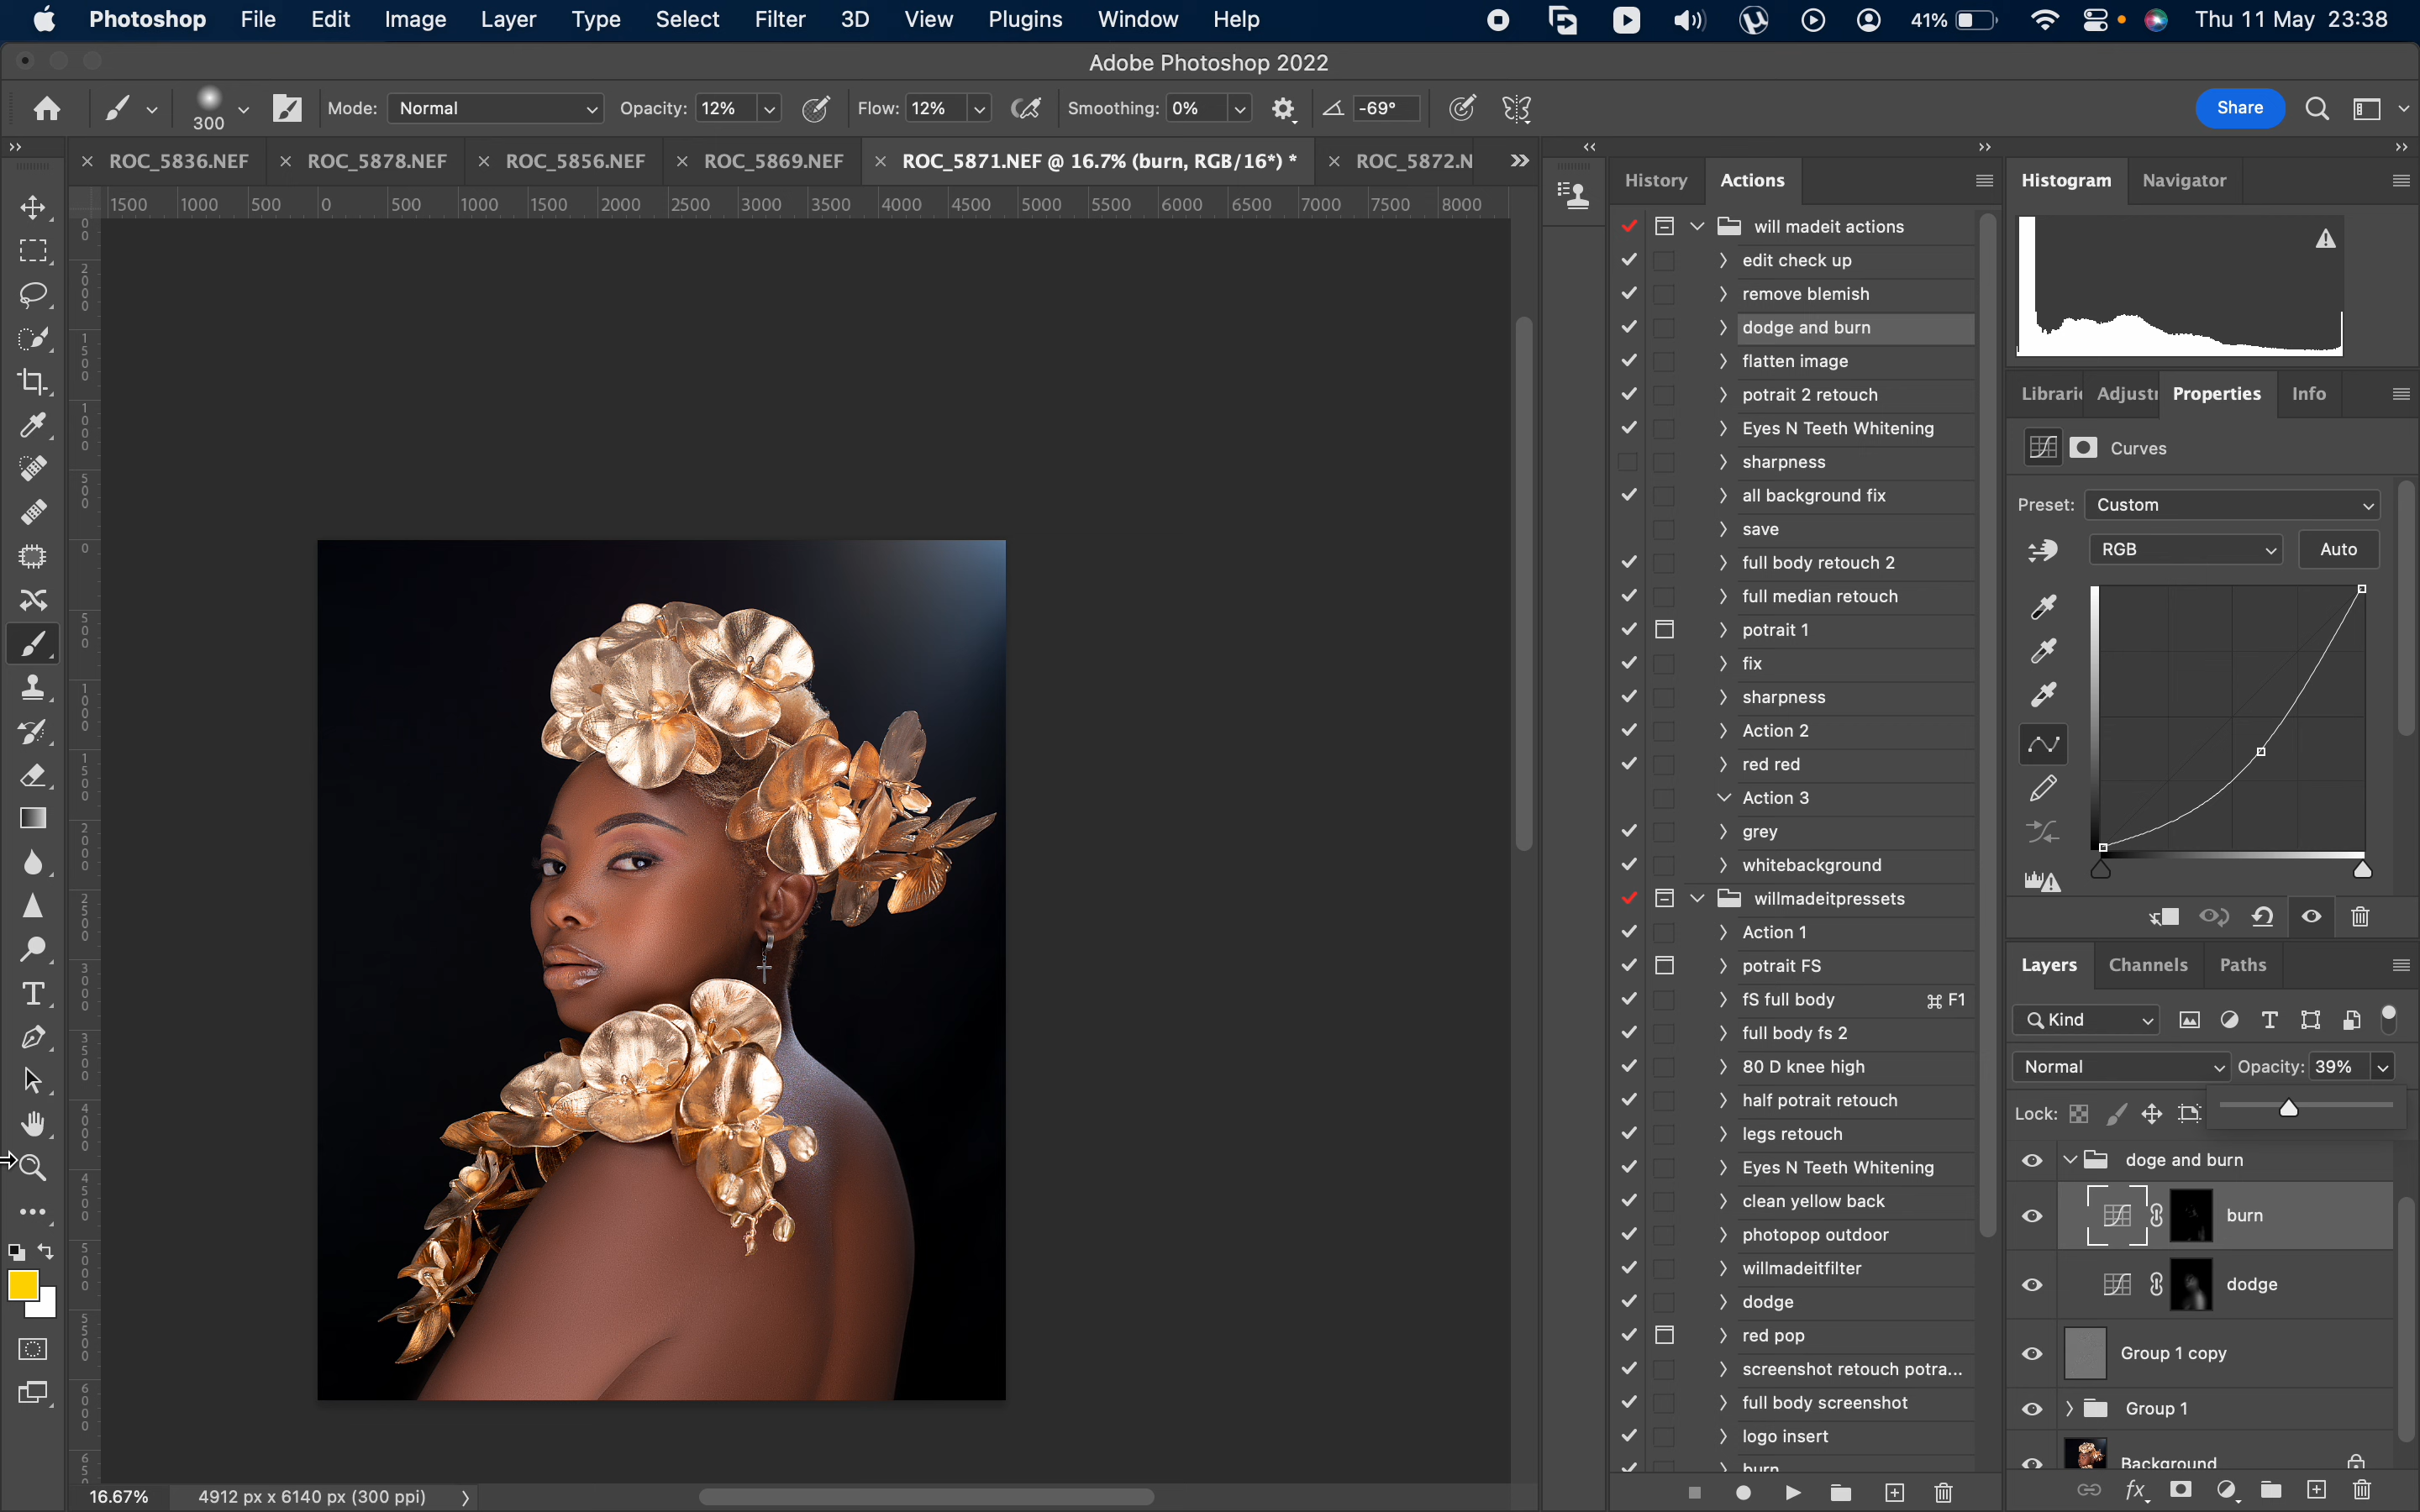 Photoshop File Edit Image Layer Type Select Filter 3D View Plugins Window Help 41% Thu 11 May 23:38
Adobe Photoshop 2022
300 Mode: Normal Opacity: 12% Flow: 12% Smoothing: 0% -69° Share
ROC_5836.NEF ROC_5878.NEF ROC_5856.NEF ROC_5869.NEF ROC_5871.NEF @ 16.7% (burn, RGB/16*) * ROC_5872.N
1500 1000 500 0 500 1000 1500 2000 2500 3000 3500 4000 4500 5000 5500 6000 6500 7000 7500 8000
History Actions
will madeit actions
edit check up
remove blemish
dodge and burn
flatten image
potrait 2 retouch
Eyes N Teeth Whitening
sharpness
all background fix
save
full body retouch 2
full median retouch
potrait 1
fix
sharpness
Action 2
red red
Action 3
grey
whitebackground
willmadeitpressets
Action 1
potrait FS
fS full body ⌘ F1
full body fs 2
80 D knee high
half potrait retouch
legs retouch
Eyes N Teeth Whitening
clean yellow back
photopop outdoor
willmadeitfilter
dodge
red pop
screenshot retouch potra...
full body screenshot
logo insert
burn
Histogram Navigator
Librari Adjustı Properties Info
Curves
Preset: Custom
RGB Auto
Layers Channels Paths
Kind
Normal Opacity: 39%
Lock:
doge and burn
burn
dodge
Group 1 copy
Group 1
Background
16.67% 4912 px x 6140 px (300 ppi)